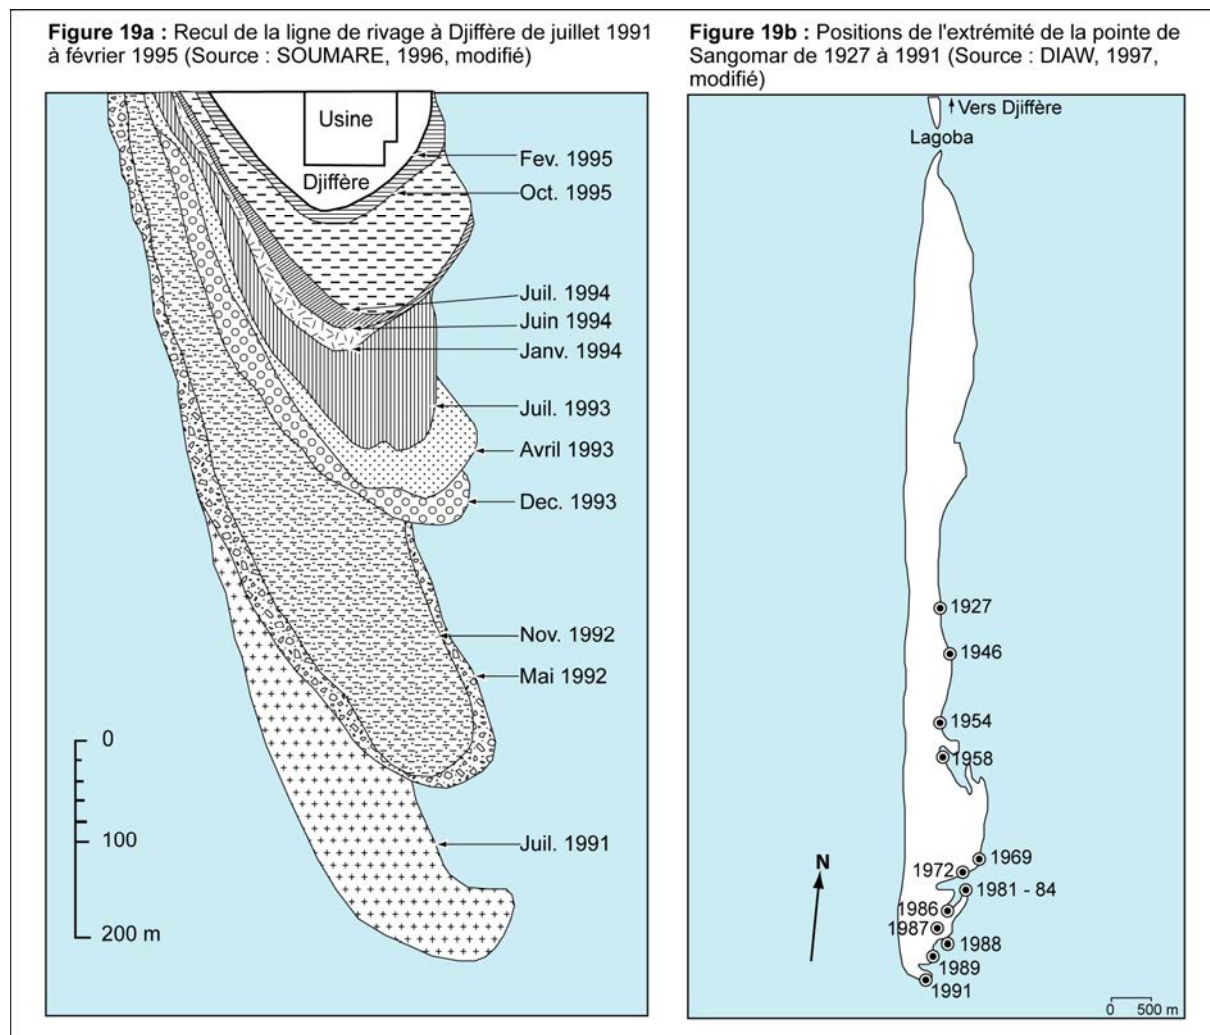 Figure 19a : Recul de la ligne de rivage à Djiffère de juillet 1991
à février 1995 (Source : SOUMARE, 1996, modifié)
Usine
Djiffère
Fev. 1995
Oct. 1995
Juil. 1994
Juin 1994
Janv. 1994
Juil. 1993
Avril 1993
Dec. 1993
Nov. 1992
Mai 1992
Juil. 1991
0
100
200 m
Figure 19b : Positions de l'extrémité de la pointe de
Sangomar de 1927 à 1991 (Source : DIAW, 1997,
modifié)
Vers Djiffère
Lagoba
1927
1946
1954
1958
1969
1972
1981 - 84
1986
1987
1988
1989
1991
N
0 500 m